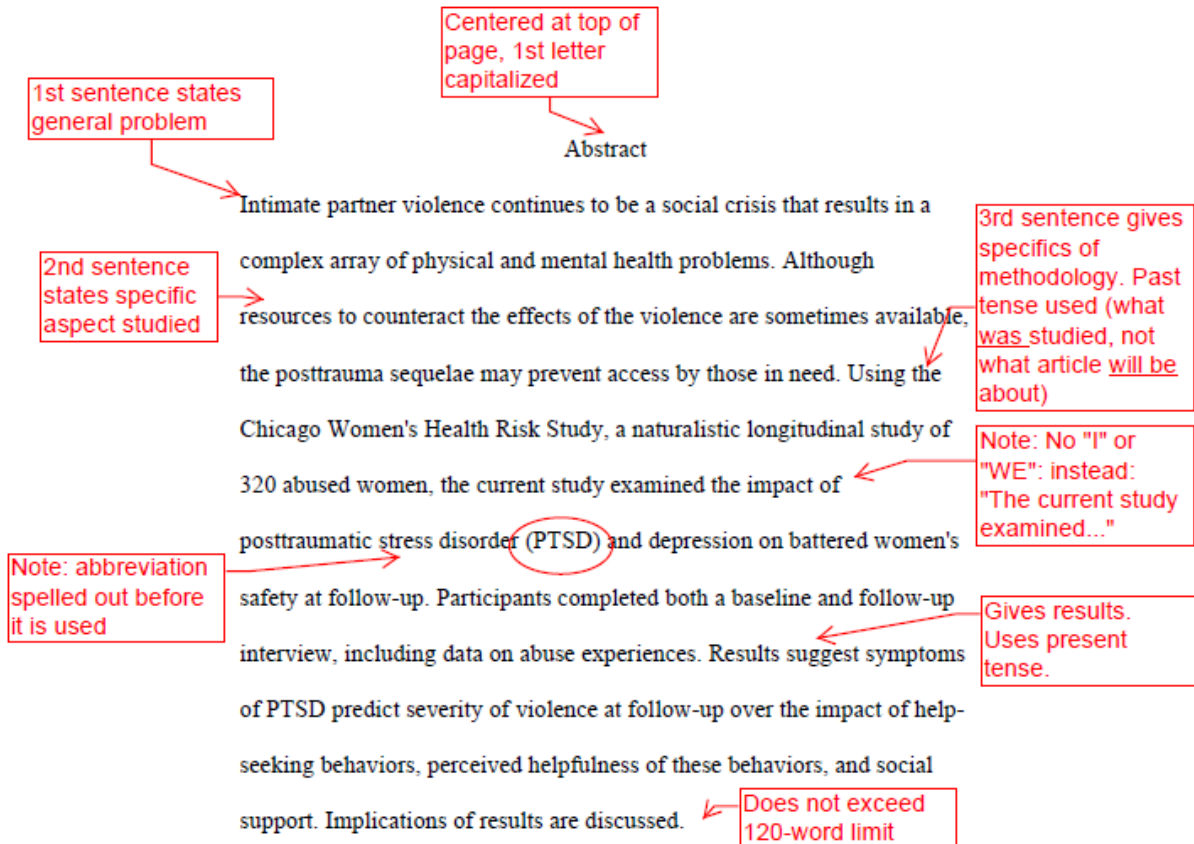 Centered at top of
page, 1st letter
capitalized
1st sentence states
general problem
Abstract
Intimate partner violence continues to be a social crisis that results in a
complex array of physical and mental health problems. Although
resources to counteract the effects of the violence are sometimes available,
the posttrauma sequelae may prevent access by those in need. Using the
Chicago Women's Health Risk Study, a naturalistic longitudinal study of
320 abused women, the current study examined the impact of
posttraumatic stress disorder (PTSD) and depression on battered women's
safety at follow-up. Participants completed both a baseline and follow-up
interview, including data on abuse experiences. Results suggest symptoms
of PTSD predict severity of violence at follow-up over the impact of help-
seeking behaviors, perceived helpfulness of these behaviors, and social
support. Implications of results are discussed.
2nd sentence
states specific
aspect studied
3rd sentence gives
specifics of
methodology. Past
tense used (what
was studied, not
what article will be
about)
Note: No "I" or
"WE": instead:
"The current study
examined..."
Note: abbreviation
spelled out before
it is used
Gives results.
Uses present
tense.
Does not exceed
120-word limit